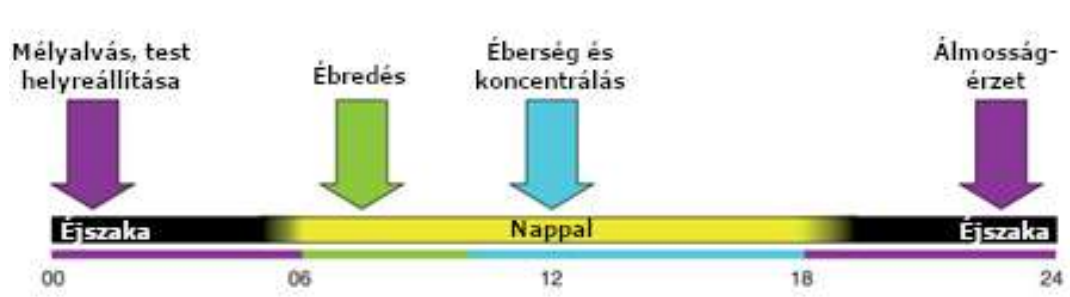 Mélyalvás, test
helyreállítása
Ébredés
Éberség és
koncentrálás
Álmosság-
érzet
Éjszaka
Nappal
Éjszaka
00
06
12
18
24